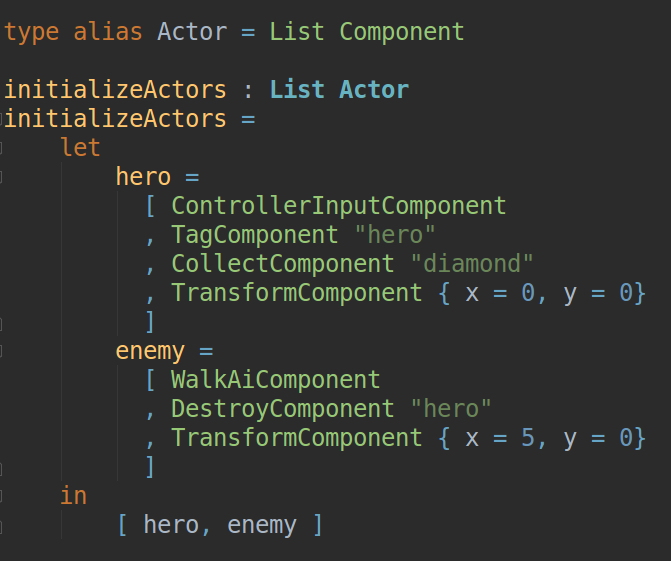 type alias Actor = List Component
initializeActors : List Actor
initializeActors =
    let
        hero =
          [ ControllerInputComponent
          , TagComponent "hero"
          , CollectComponent "diamond"
          , TransformComponent { x = 0, y = 0}
          ]
        enemy =
          [ WalkAiComponent
          , DestroyComponent "hero"
          , TransformComponent { x = 5, y = 0}
          ]
    in
        [ hero, enemy ]